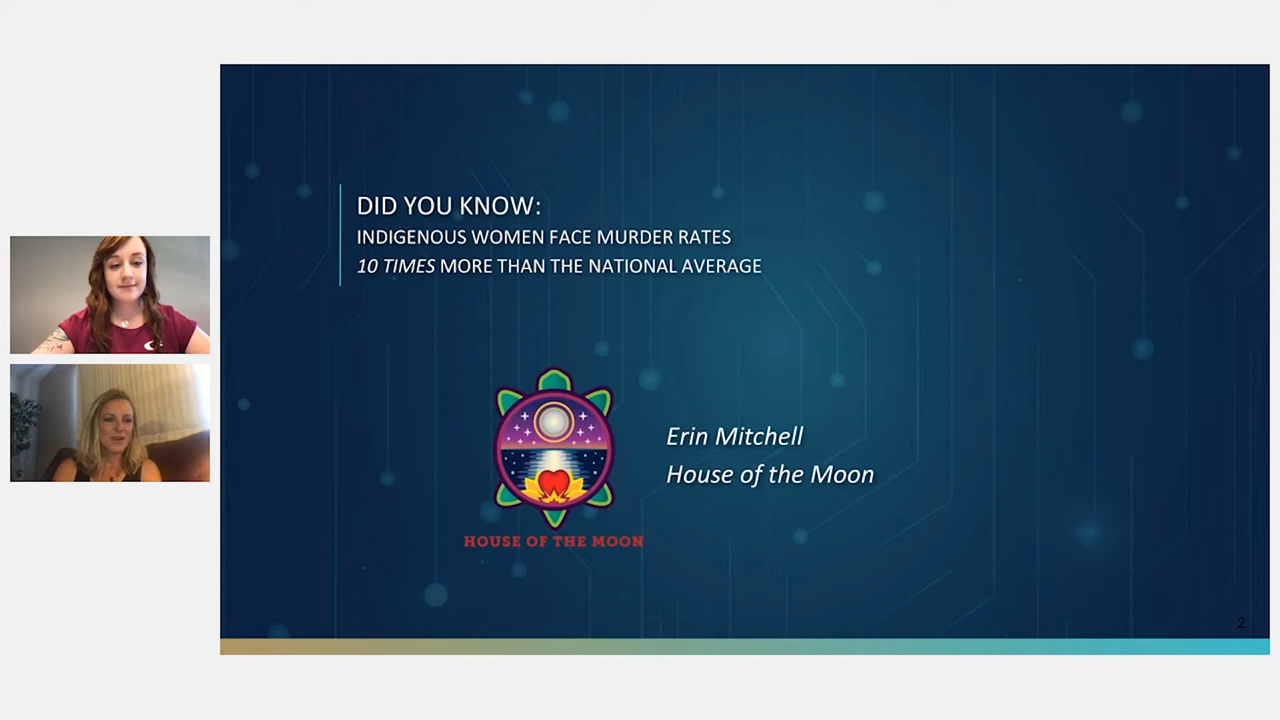 DID YOU KNOW:
INDIGENOUS WOMEN FACE MURDER RATES
10 TIMES MORE THAN THE NATIONAL AVERAGE
Erin Mitchell
House of the Moon
HOUSE OF THE MOON
2